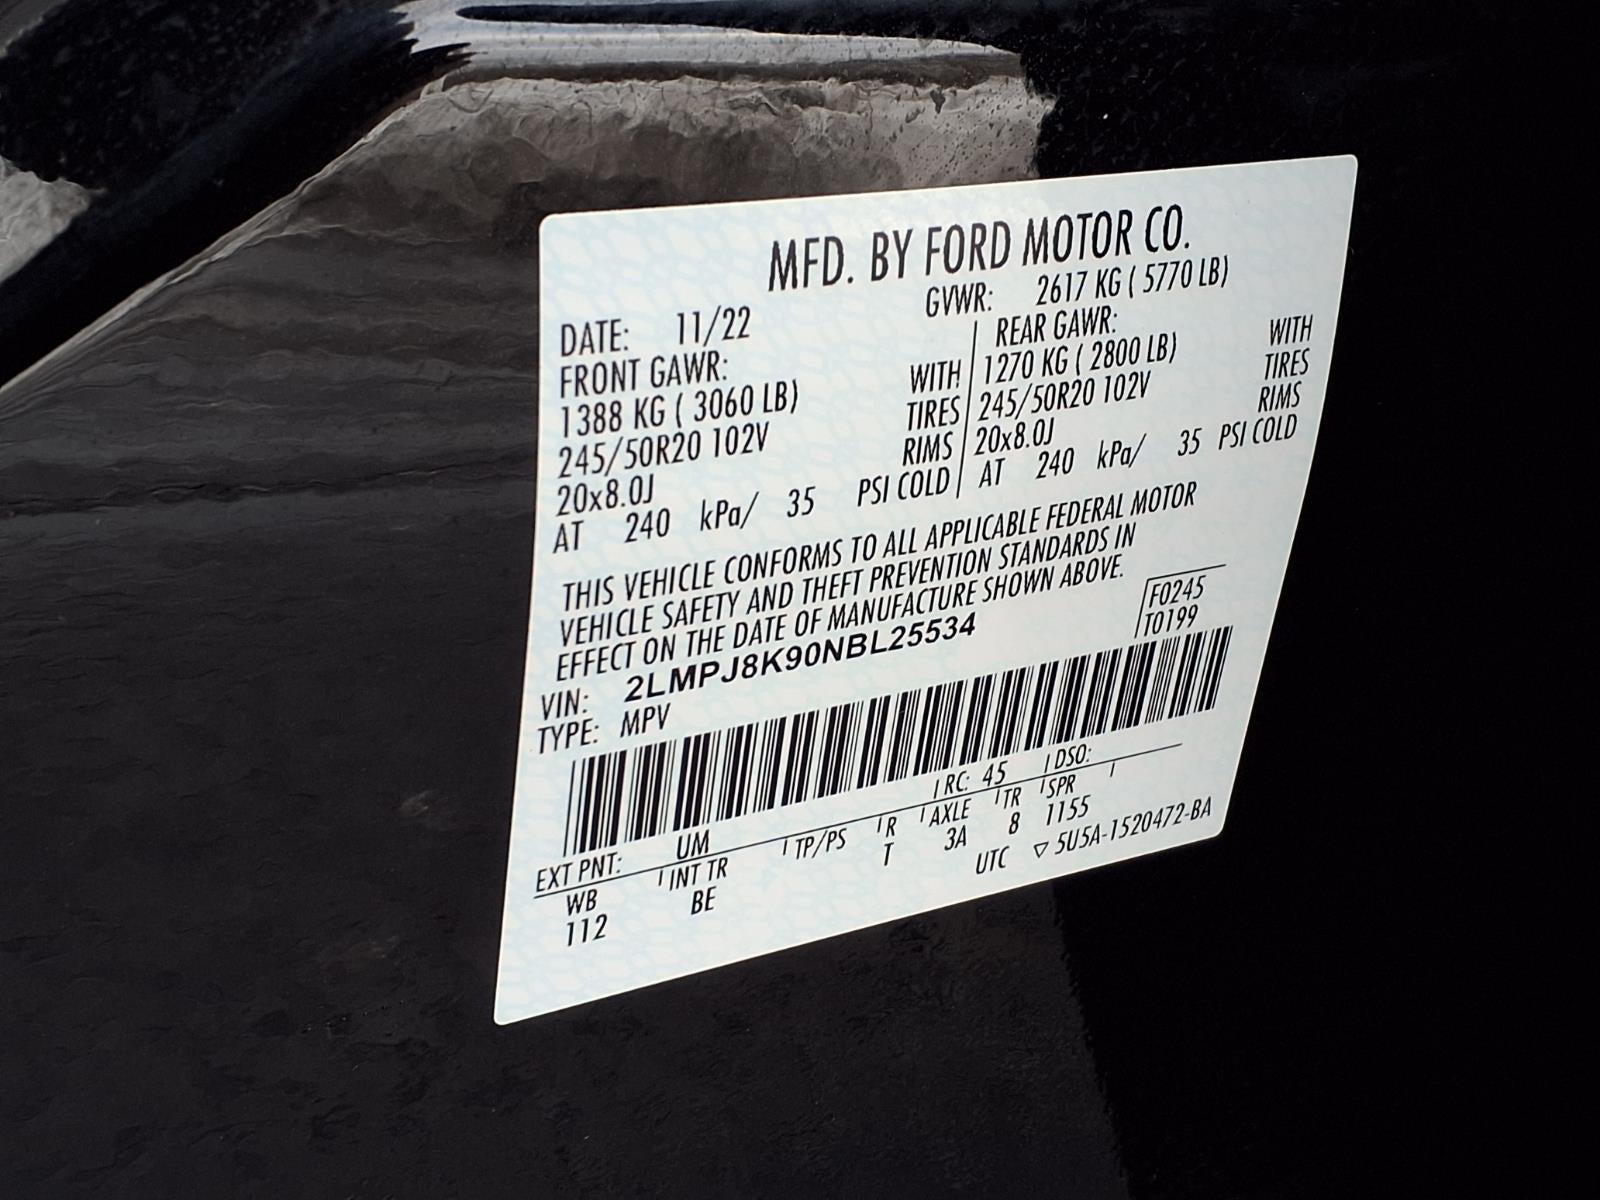 MFD. BY FORD MOTOR CO.
DATE: 11/22 GVWR: 2617 KG ( 5770 LB)
FRONT GAWR: REAR GAWR:
1388 KG ( 3060 LB) WITH 1270 KG ( 2800 LB) WITH
245/50R20 102V TIRES 245/50R20 102V TIRES
20x8.0J RIMS 20x8.0J RIMS
AT 240 kPa/ 35 PSI COLD AT 240 kPa/ 35 PSI COLD
THIS VEHICLE CONFORMS TO ALL APPLICABLE FEDERAL MOTOR
VEHICLE SAFETY AND THEFT PREVENTION STANDARDS IN
EFFECT ON THE DATE OF MANUFACTURE SHOWN ABOVE.
F0245
T0199
VIN: 2LMPJ8K90NBL25534
TYPE: MPV
EXT PNT: UM RC: 45 DSO:
WB INT TR TP/PS R AXLE TR SPR
112 BE T 3A 8 1155
UTC ▽ 5U5A-1520472-BA